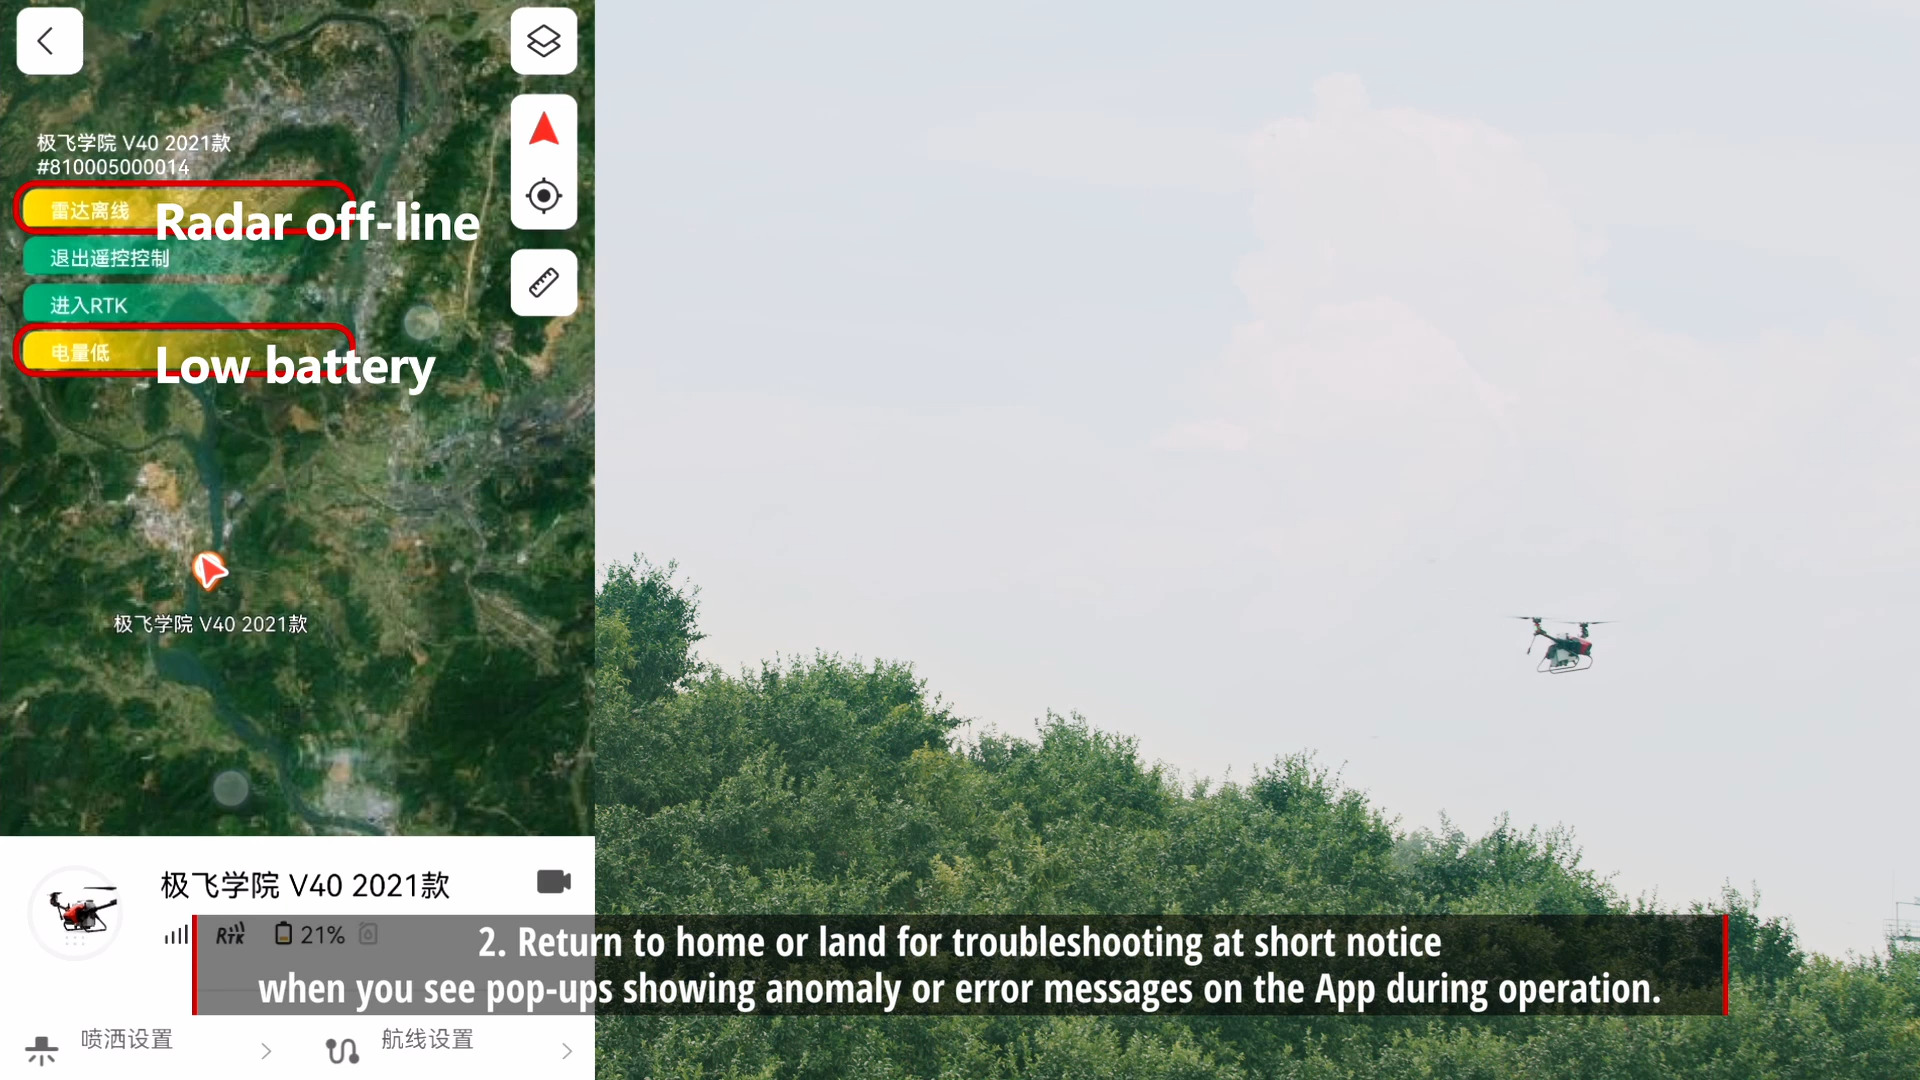 极飞学院 V40 2021款
#810005000014
雷达离线
Radar off-line
退出遥控控制
进入RTK
电量低
Low battery
极飞学院 V40 2021款
极飞学院 V40 2021款
RTK
21%
2. Return to home or land for troubleshooting at short notice
when you see pop-ups showing anomaly or error messages on the App during operation.
喷洒设置
航线设置